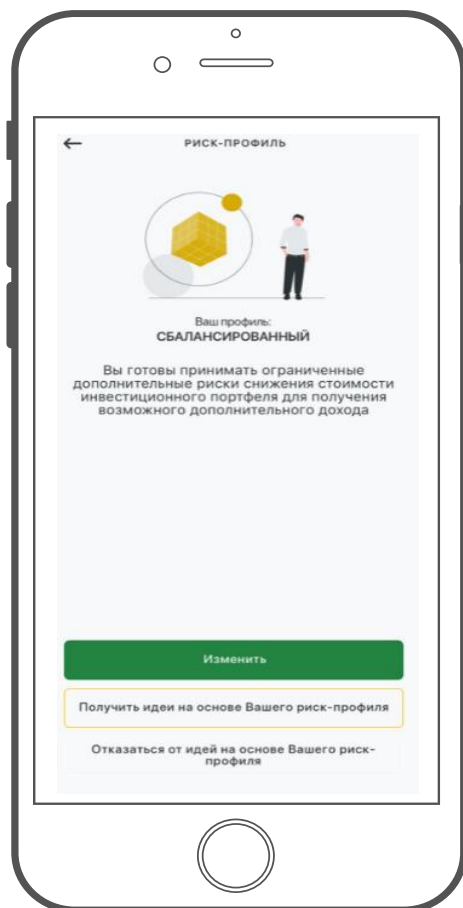 РИСК-ПРОФИЛЬ
Ваш профиль:
СБАЛАНСИРОВАННЫЙ
Вы готовы принимать ограниченные
дополнительные риски снижения стоимости
инвестиционного портфеля для получения
возможного дополнительного дохода
Изменить
Получить идеи на основе Вашего риск-профиля
Отказаться от идей на основе Вашего риск-
профиля